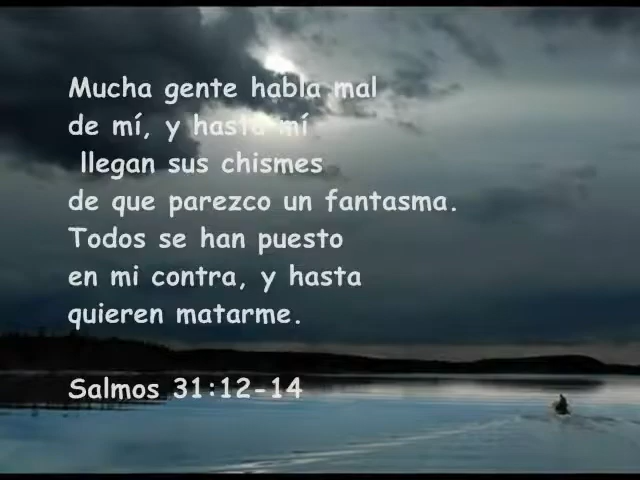 Mucha gente habla mal
de mí, y hasta mí
llegan sus chismes
de que parezco un fantasma.
Todos se han puesto
en mi contra, y hasta
quieren matarme.
Salmos 31:12-14